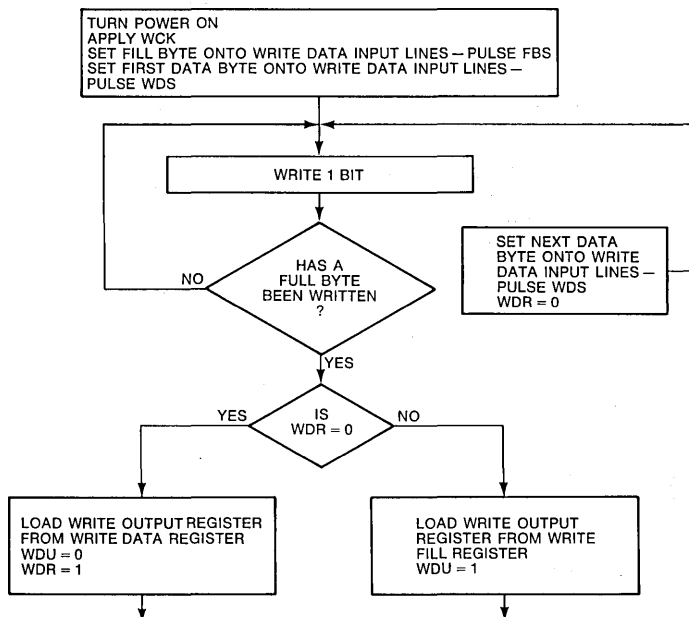 TURN POWER ON
APPLY WCK
SET FILL BYTE ONTO WRITE DATA INPUT LINES — PULSE FBS
SET FIRST DATA BYTE ONTO WRITE DATA INPUT LINES —
PULSE WDS
WRITE 1 BIT
HAS A
FULL BYTE
BEEN WRITTEN
?
NO
SET NEXT DATA
BYTE ONTO WRITE
DATA INPUT LINES —
PULSE WDS
WDR = 0
YES
IS
WDR = 0
YES
NO
LOAD WRITE OUTPUT REGISTER
FROM WRITE DATA REGISTER
WDU = 0
WDR = 1
LOAD WRITE OUTPUT
REGISTER FROM WRITE
FILL REGISTER
WDU = 1